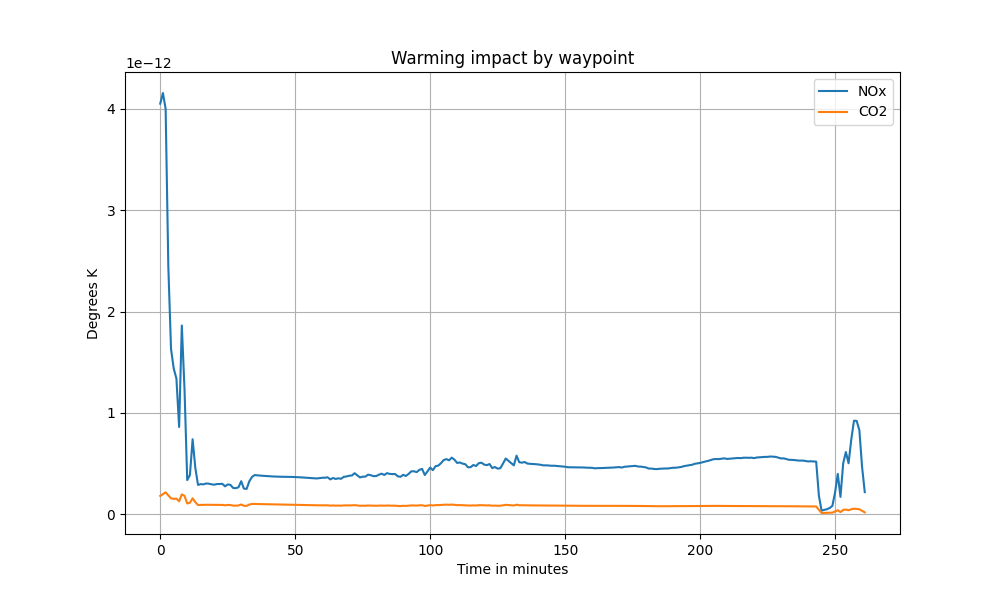 Warming impact by waypoint
1e−12
NOx
CO2
4
3
2
1
0
Degrees K
0 50 100 150 200 250
Time in minutes